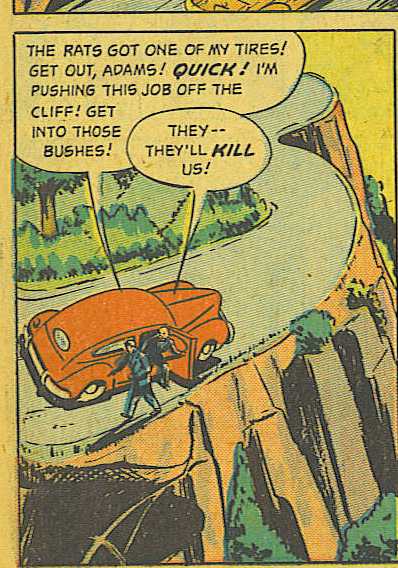 THE RATS GOT ONE OF MY TIRES!
GET OUT, ADAMS! QUICK! I'M
PUSHING THIS JOB OFF THE
CLIFF! GET
INTO THOSE
BUSHES!
THEY--
THEY'LL KILL
US!